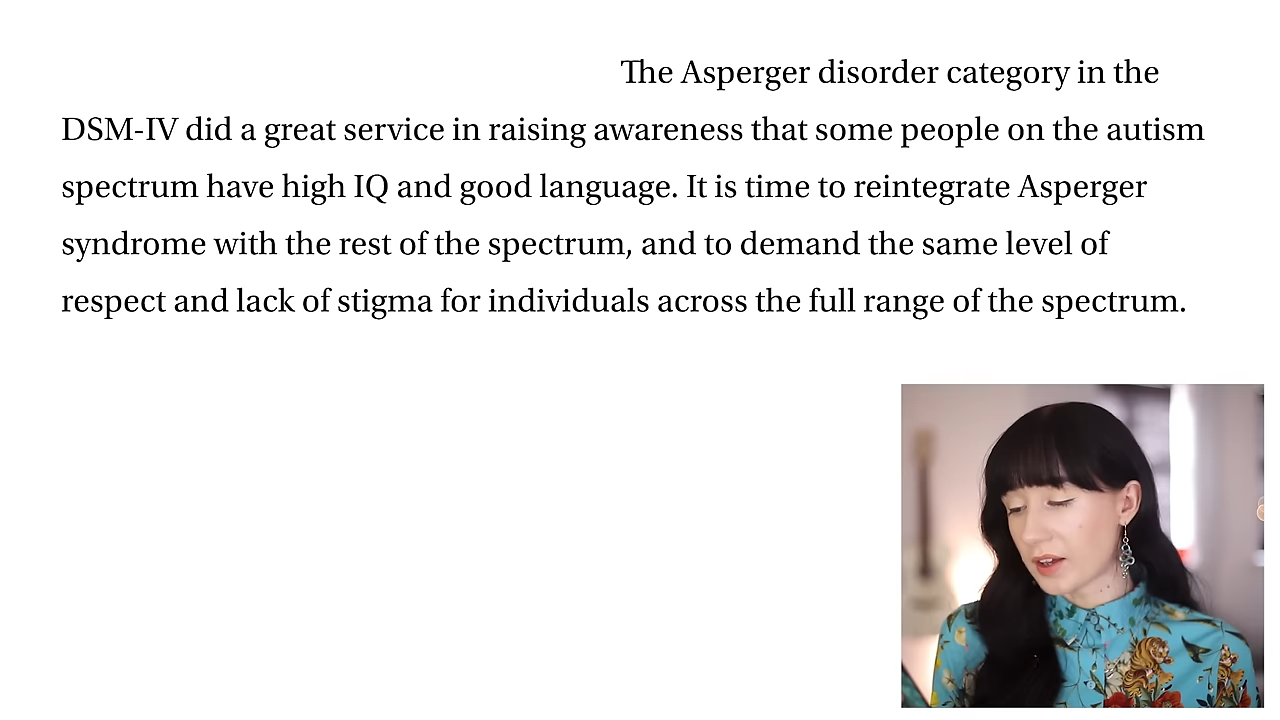 The Asperger disorder category in the
DSM-IV did a great service in raising awareness that some people on the autism
spectrum have high IQ and good language. It is time to reintegrate Asperger
syndrome with the rest of the spectrum, and to demand the same level of
respect and lack of stigma for individuals across the full range of the spectrum.